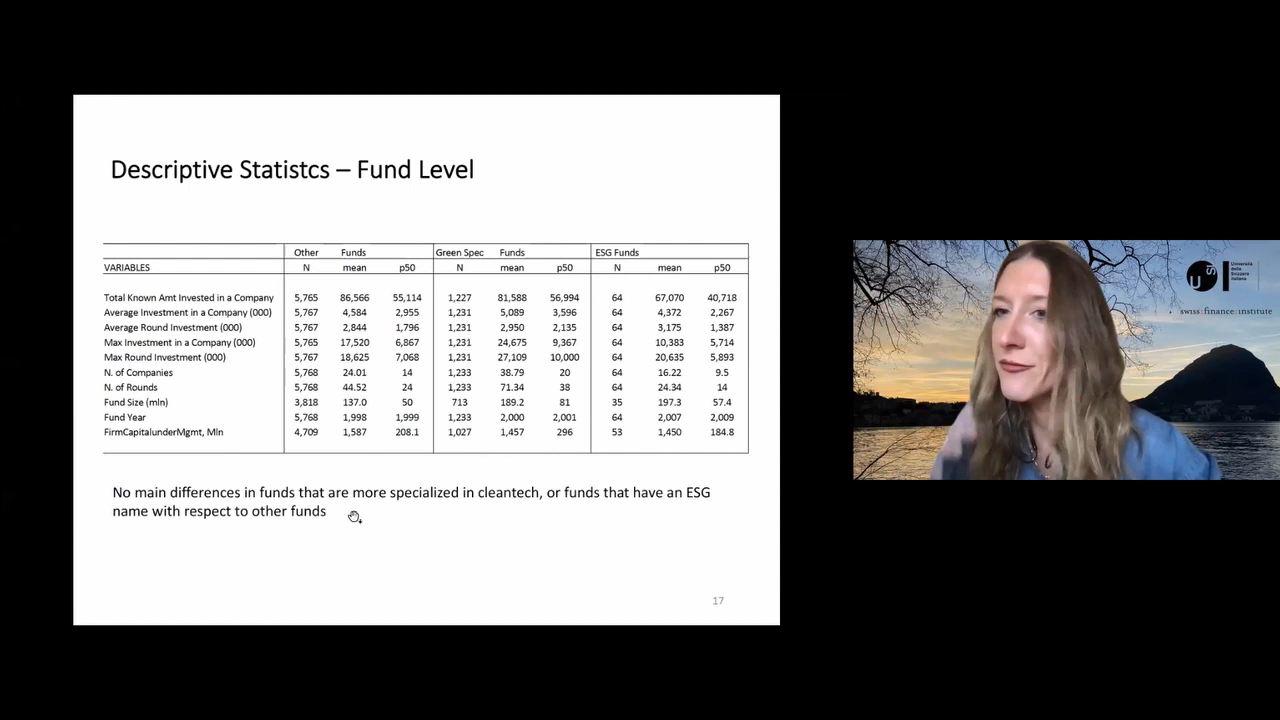 Descriptive Statistcs – Fund Level
Other Funds Green Spec Funds ESG Funds
VARIABLES N mean p50 N mean p50 N mean p50
Total Known Amt Invested in a Company 5,765 86,566 55,114 1,227 81,588 56,994 64 67,070 40,718
Average Investment in a Company (000) 5,767 4,584 2,955 1,231 5,089 3,596 64 4,372 2,267
Average Round Investment (000) 5,767 2,844 1,796 1,231 2,950 2,135 64 3,175 1,387
Max Investment in a Company (000) 5,765 17,520 6,867 1,231 24,675 9,367 64 10,383 5,714
Max Round Investment (000) 5,767 18,625 7,068 1,231 27,109 10,000 64 20,635 5,893
N. of Companies 5,768 24.01 14 1,233 38.79 20 64 16.22 9.5
N. of Rounds 5,768 44.52 24 1,233 71.34 38 64 24.34 14
Fund Size (mln) 3,818 137.0 50 713 189.2 81 35 197.3 57.4
Fund Year 5,768 1,998 1,999 1,233 2,000 2,001 64 2,007 2,009
FirmCapitalunderMgmt, Mln 4,709 1,587 208.1 1,027 1,457 296 53 1,450 184.8
No main differences in funds that are more specialized in cleantech, or funds that have an ESG
name with respect to other funds
17
Università
della
Svizzera
italiana
swiss:finance:institute